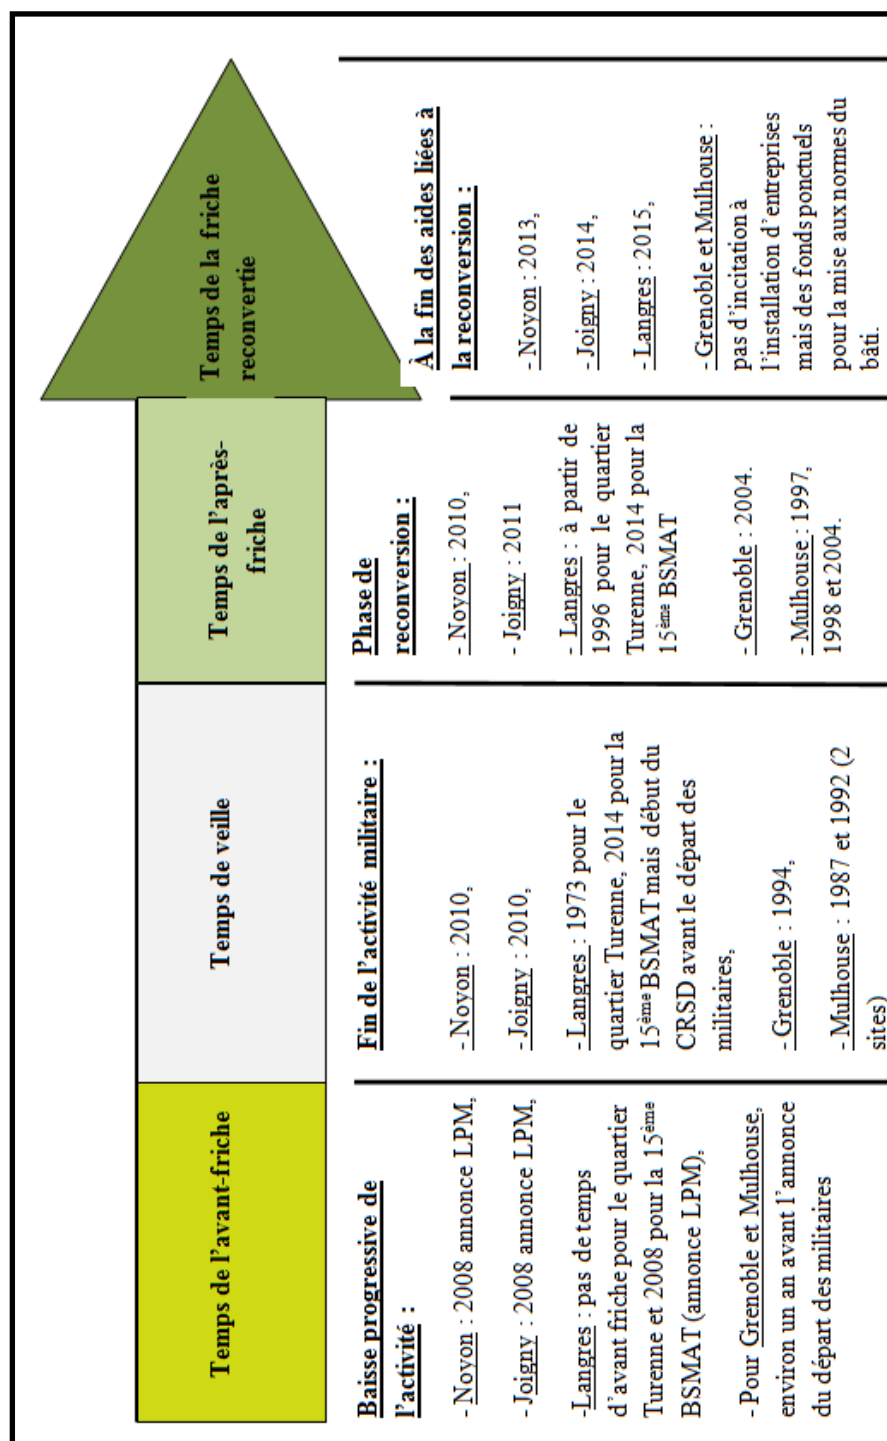 Temps de l'avant-friche
Temps de veille
Temps de l'après-
friche
Temps de la friche
reconvertie
Baisse progressive de
l'activité :
- Noyon : 2008 annonce LPM,
- Joigny : 2008 annonce LPM,
-Langres : pas de temps
d'avant friche pour le quartier
Turenne et 2008 pour la 15ème
BSMAT (annonce LPM),
- Pour Grenoble et Mulhouse,
environ un an avant l'annonce
du départ des militaires
Fin de l'activité militaire :
- Noyon : 2010,
- Joigny : 2010,
- Langres : 1973 pour le
quartier Turenne, 2014 pour la
15ème BSMAT mais début du
CRSD avant le départ des
militaires,
- Grenoble : 1994,
- Mulhouse : 1987 et 1992 (2
sites)
Phase de
reconversion :
- Noyon : 2010,
- Joigny : 2011
- Langres : à partir de
1996 pour le quartier
Turenne, 2014 pour la
15ème BSMAT
- Grenoble : 2004.
- Mulhouse : 1997,
1998 et 2004.
À la fin des aides liées à
la reconversion :
- Noyon : 2013,
- Joigny : 2014,
- Langres : 2015,
- Grenoble et Mulhouse :
pas d'incitation à
l'installation d'entreprises
mais des fonds ponctuels
pour la mise aux normes du
bâti.